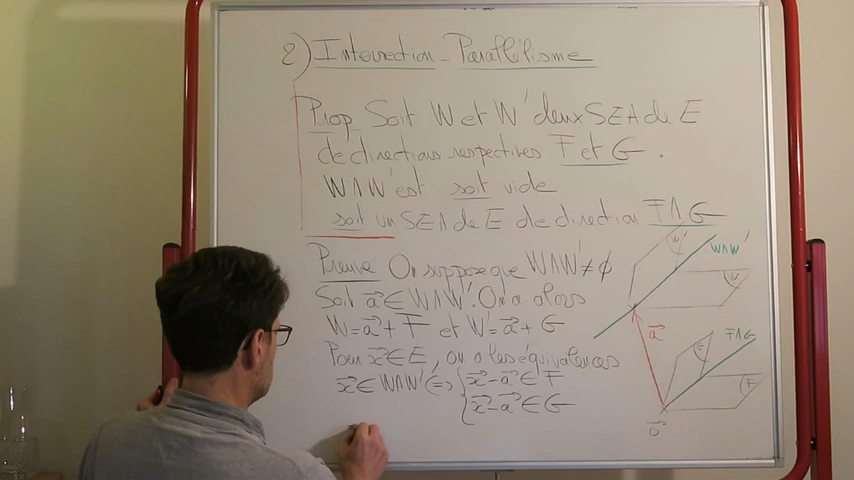 2) Intersection - Parallélisme
Prop Soit W et W' deux SEA de E
de directions respectives F et G.
W∩W' est soit vide
soit un SEA de E de direction F∩G
Preuve On suppose que W∩W' ≠ ∅
Soit a⃗ ∈ W∩W'. On a alors
W = a⃗ + F et W' = a⃗ + G
Pour x⃗ ∈ E, on a les équivalences
x⃗ ∈ W∩W' (=) { x⃗ - a⃗ ∈ F
x⃗ - a⃗ ∈ G
W'
W∩W'
W
a⃗
F∩G
F
o⃗